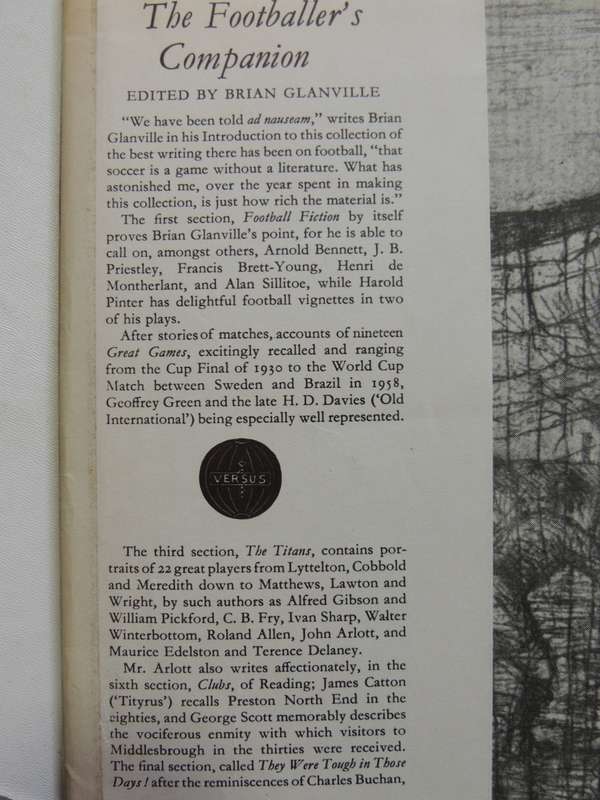 The Footballer's
Companion
EDITED BY BRIAN GLANVILLE
"We have been told ad nauseam," writes Brian
Glanville in his Introduction to this collection of
the best writing there has been on football, "that
soccer is a game without a literature. What has
astonished me, over the year spent in making
this collection, is just how rich the material is."
The first section, Football Fiction by itself
proves Brian Glanville's point, for he is able to
call on, amongst others, Arnold Bennett, J. B.
Priestley, Francis Brett-Young, Henri de
Montherlant, and Alan Sillitoe, while Harold
Pinter has delightful football vignettes in two
of his plays.
After stories of matches, accounts of nineteen
Great Games, excitingly recalled and ranging
from the Cup Final of 1930 to the World Cup
Match between Sweden and Brazil in 1958,
Geoffrey Green and the late H. D. Davies ('Old
International') being especially well represented.
VERSUS
The third section, The Titans, contains por-
traits of 22 great players from Lyttelton, Cobbold
and Meredith down to Matthews, Lawton and
Wright, by such authors as Alfred Gibson and
William Pickford, C. B. Fry, Ivan Sharp, Walter
Winterbottom, Roland Allen, John Arlott, and
Maurice Edelston and Terence Delaney.
Mr. Arlott also writes affectionately, in the
sixth section, Clubs, of Reading; James Catton
('Tityrus') recalls Preston North End in the
eighties, and George Scott memorably describes
the vociferous enmity with which visitors to
Middlesbrough in the thirties were received.
The final section, called They Were Tough in Those
Days! after the reminiscences of Charles Buchan,